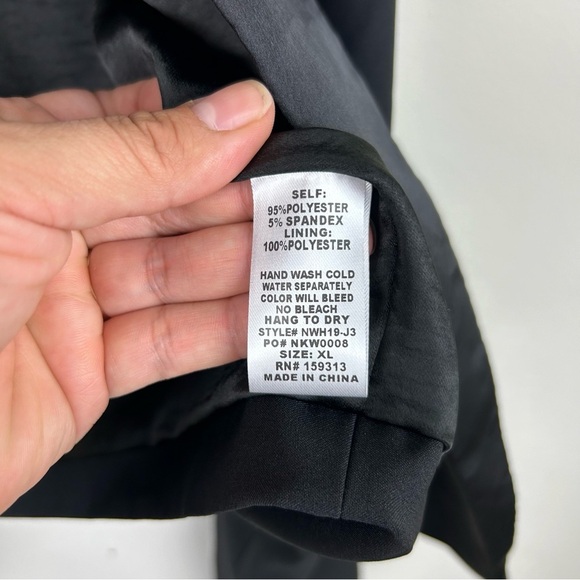 SELF:
95%POLYESTER
5% SPANDEX
LINING:
100%POLYESTER
HAND WASH COLD
WATER SEPARATELY
COLOR WILL BLEED
NO BLEACH
HANG TO DRY
STYLE# NWH19-J3
PO# NKW0008
SIZE: XL
RN# 159313
MADE IN CHINA